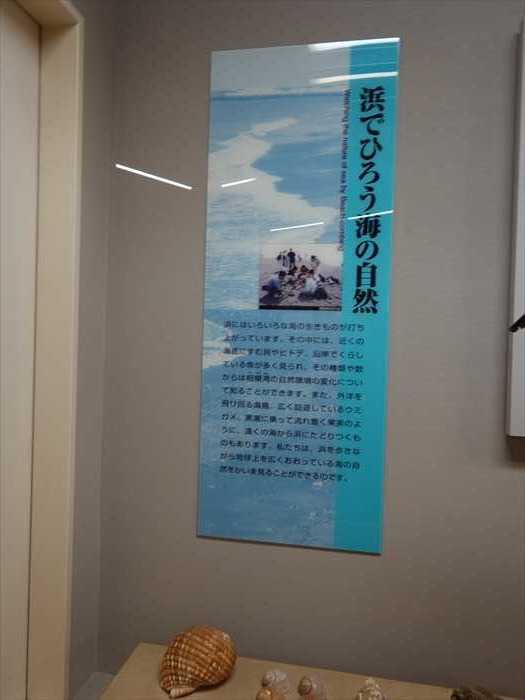 浜でひろう海の自然
Watching the nature of sea by Beach-combing
浜にはいろいろな海の生きものが打ち
上がっています。その中には、近くの
海底にすむ貝やヒトデ、沿岸でくらし
ている魚が多く見られ、その種類や数
からは相模湾の自然環境の変化につい
て知ることができます。また、外洋を
飛び回る海鳥、広く回遊しているウミ
ガメ、黒潮に乗って流れ着く果実のよ
うに、遠くの海から浜にたどりつくも
のもあります。私たちは、浜を歩きな
がら地球上を広くおおっている海の自
然をかいま見ることができるのです。